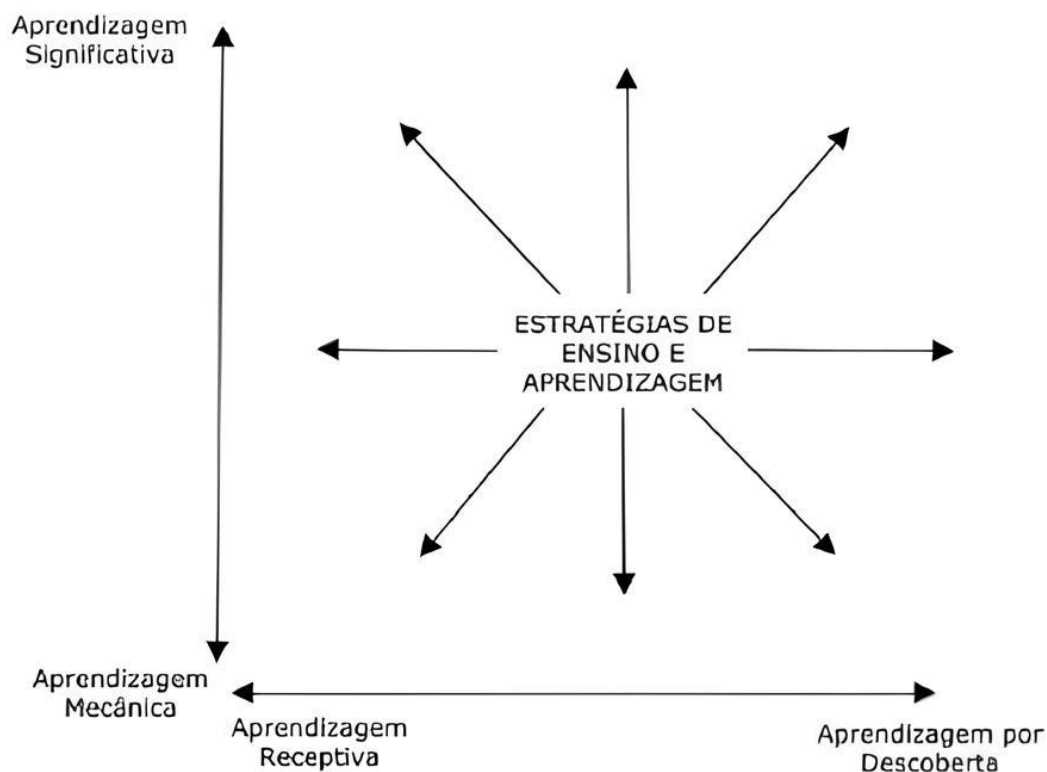 Aprendizagem
Significativa
ESTRATÉGIAS DE
ENSINO E
APRENDIZAGEM
Aprendizagem
Mecânica
Aprendizagem
Receptiva
Aprendizagem por
Descoberta